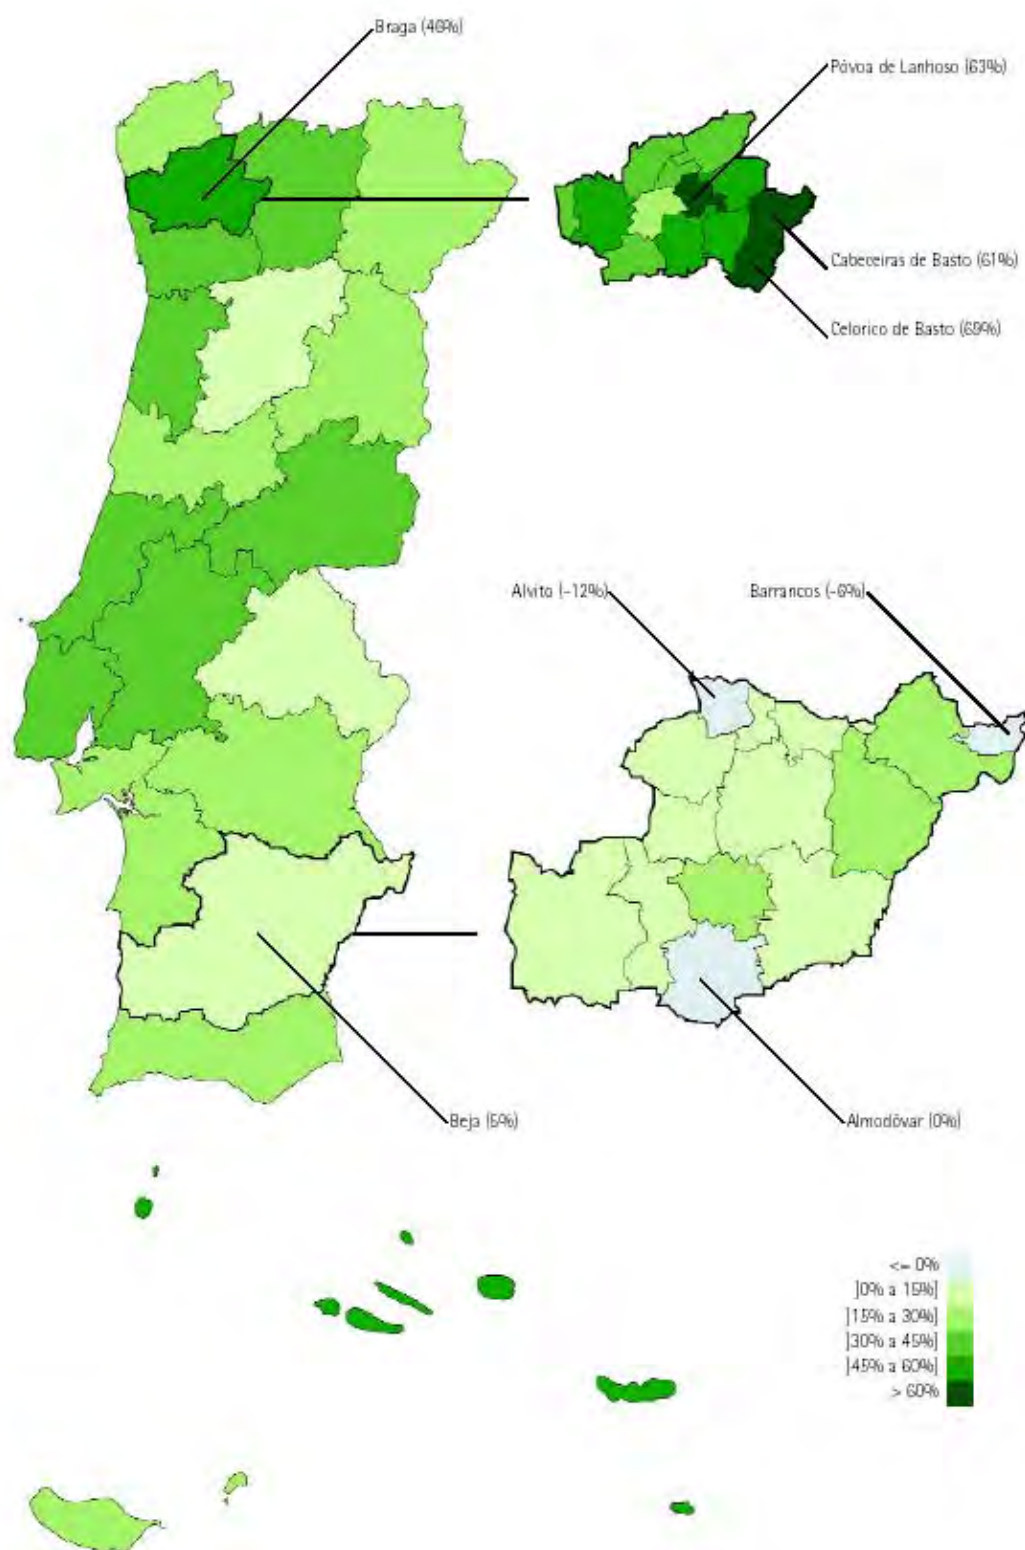 Braga (46%)
Póvoa de Lanhoso (63%)
Cabeceiras de Basto (61%)
Celorico de Basto (69%)
Alvito (-12%)
Barrancos (-6%)
Beja (5%)
Almodôvar (0%)
<= 0%
]0% a 15%]
]15% a 30%]
]30% a 45%]
]45% a 60%]
> 60%